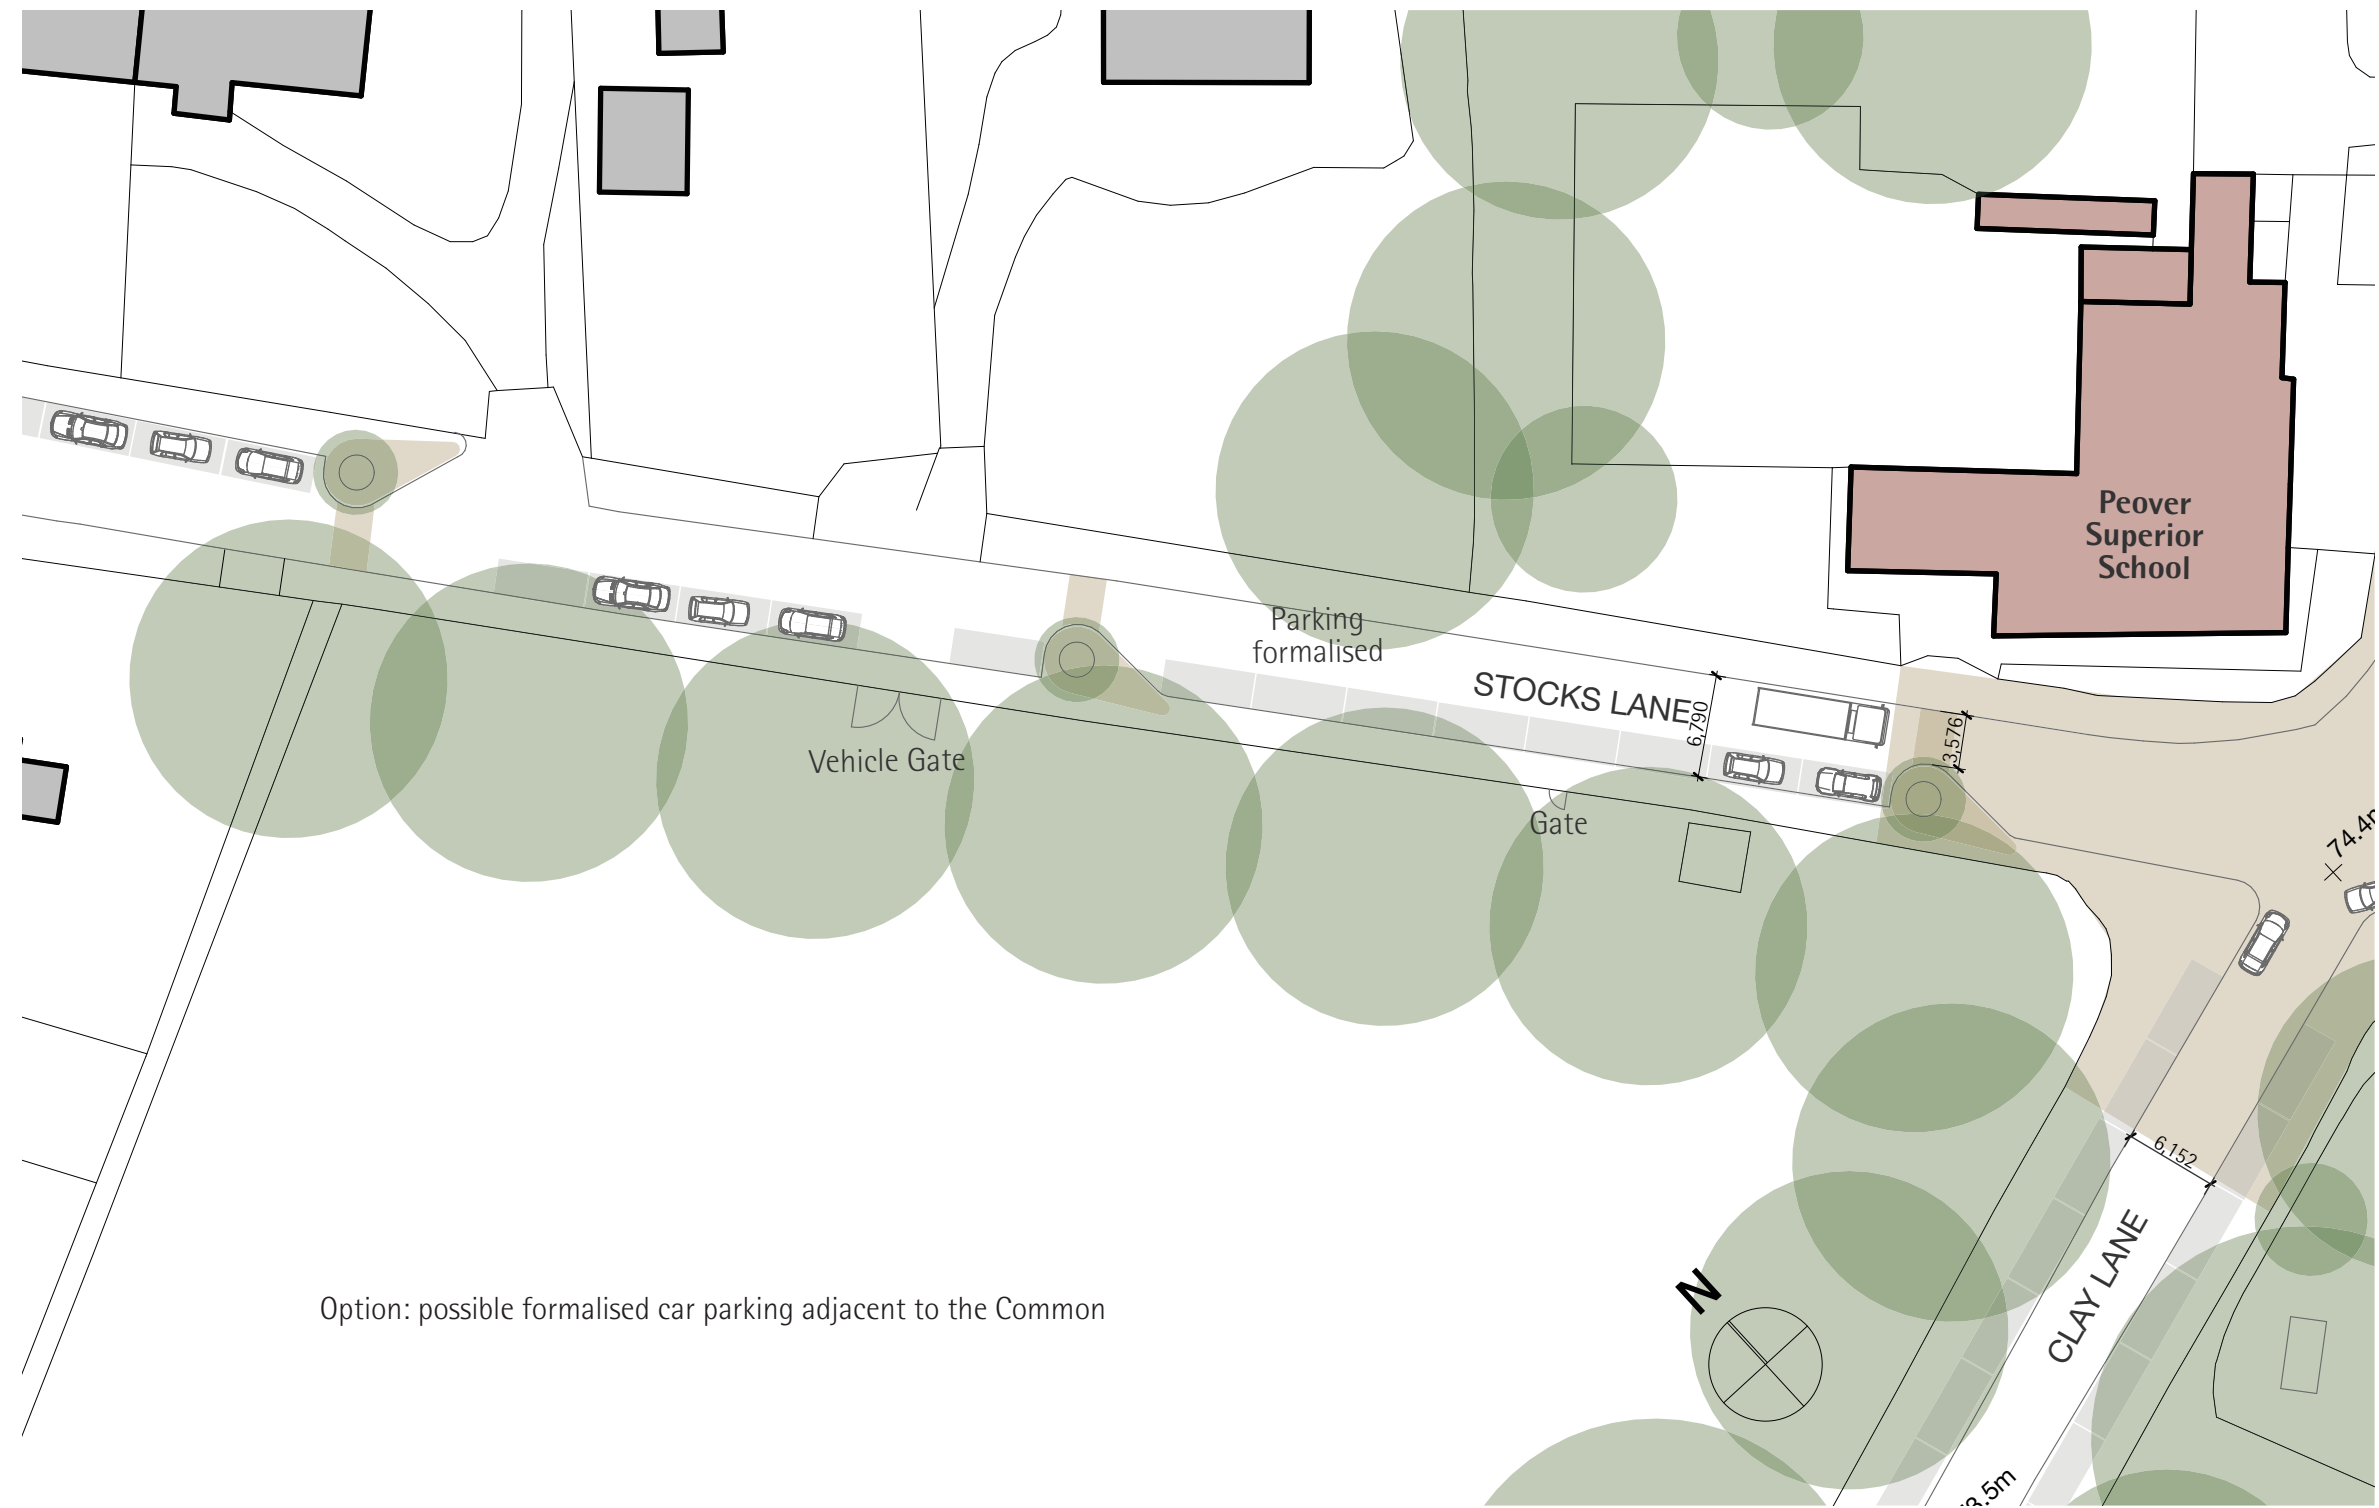 Peover
Superior
School
Parking
formalised
STOCKS LANE
6,790
3,576
Vehicle Gate
Gate
74.4
6,152
CLAY LANE
N
Option: possible formalised car parking adjacent to the Common
.5m